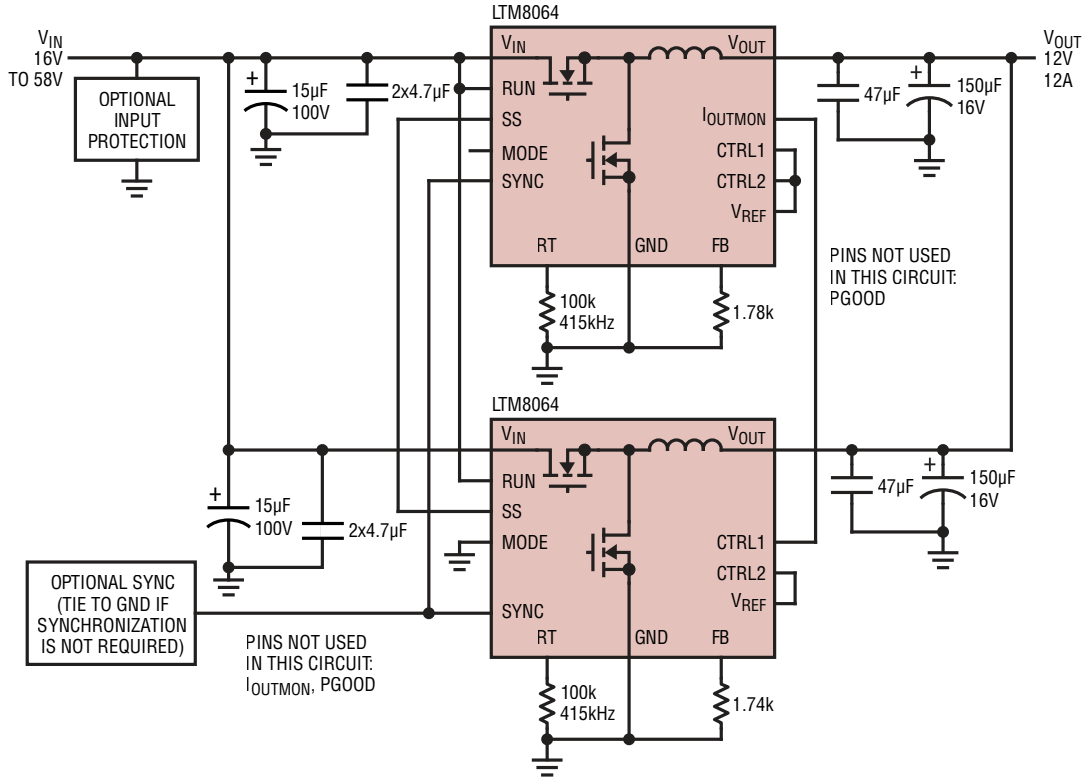 LTM8064
VIN
16V
TO 58V
OPTIONAL
INPUT
PROTECTION
+
15µF
100V
2x4.7µF
VIN
RUN
SS
MODE
SYNC
RT
GND
FB
VOUT
IOUTMON
CTRL1
CTRL2
VREF
47µF
+
150µF
16V
VOUT
12V
12A
100k
415kHz
1.78k
PINS NOT USED
IN THIS CIRCUIT:
PGOOD
LTM8064
VIN
RUN
SS
MODE
SYNC
RT
GND
FB
VOUT
CTRL1
CTRL2
VREF
+
15µF
100V
2x4.7µF
47µF
+
150µF
16V
OPTIONAL SYNC
(TIE TO GND IF
SYNCHRONIZATION
IS NOT REQUIRED)
PINS NOT USED
IN THIS CIRCUIT:
IOUTMON, PGOOD
100k
415kHz
1.74k